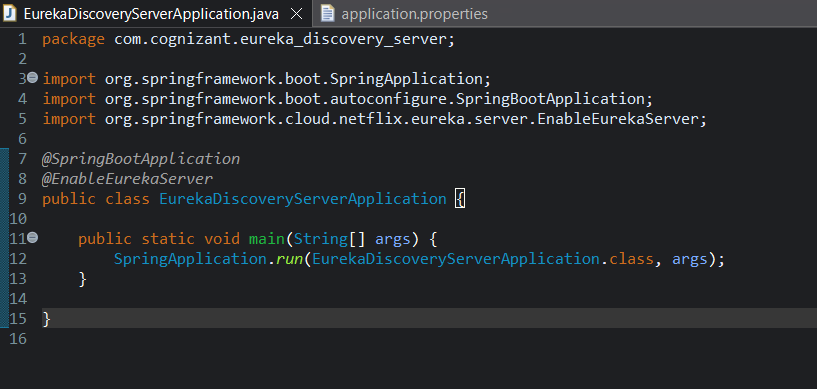 EurekaDiscoveryServerApplication.java application.properties
1 package com.cognizant.eureka_discovery_server;
2
3 import org.springframework.boot.SpringApplication;
4 import org.springframework.boot.autoconfigure.SpringBootApplication;
5 import org.springframework.cloud.netflix.eureka.server.EnableEurekaServer;
6
7 @SpringBootApplication
8 @EnableEurekaServer
9 public class EurekaDiscoveryServerApplication {
10
11     public static void main(String[] args) {
12         SpringApplication.run(EurekaDiscoveryServerApplication.class, args);
13     }
14
15 }
16